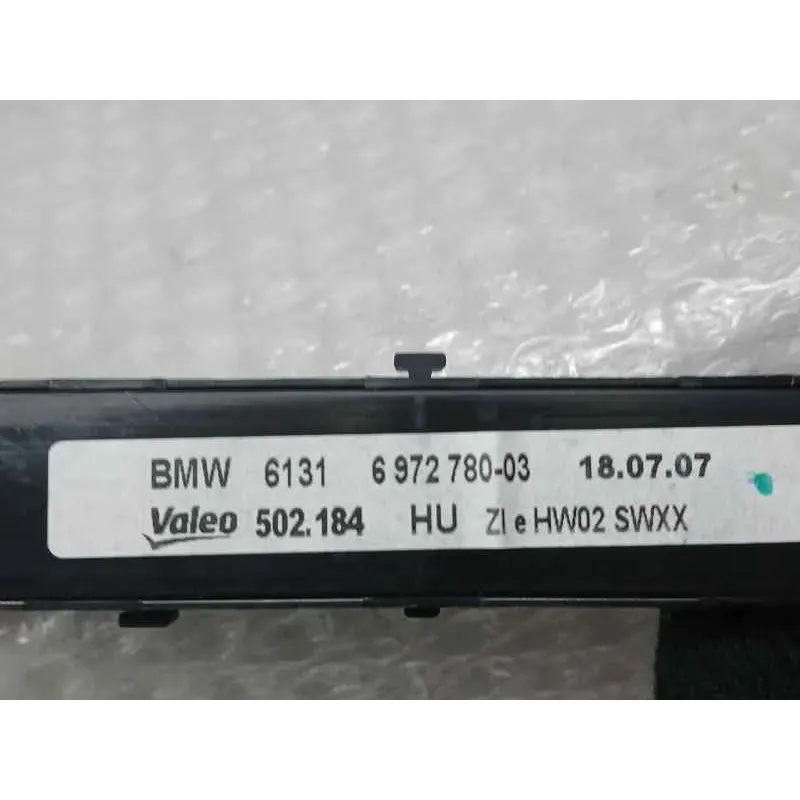 BMW 6131 6 972 780-03 18.07.07
Valeo 502.184 HU ZI e HW02 SWXX